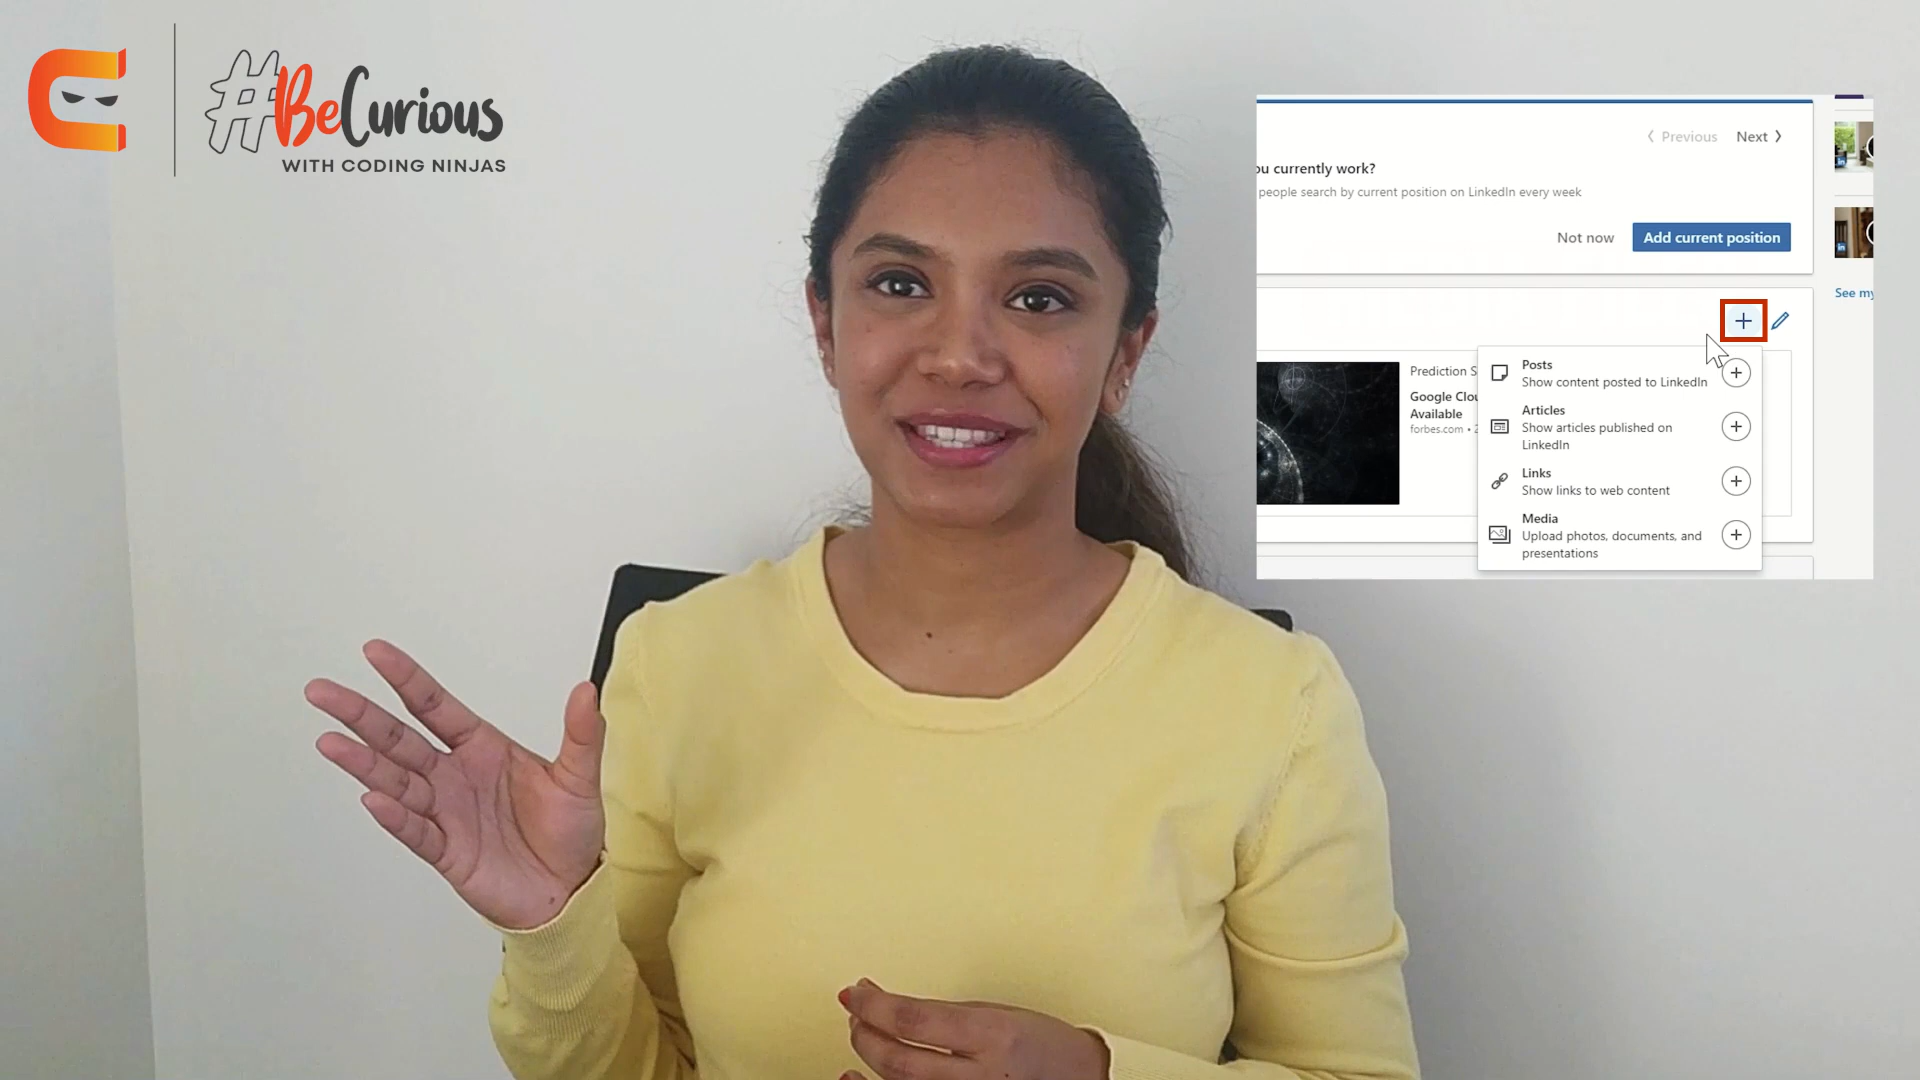 #BeCurious
WITH CODING NINJAS
Previous Next
ou currently work?
people search by current position on LinkedIn every week
Not now Add current position
See my
Prediction S
Google Clou
Available
forbes.com • 2
Posts
Show content posted to LinkedIn
Articles
Show articles published on
LinkedIn
Links
Show links to web content
Media
Upload photos, documents, and
presentations